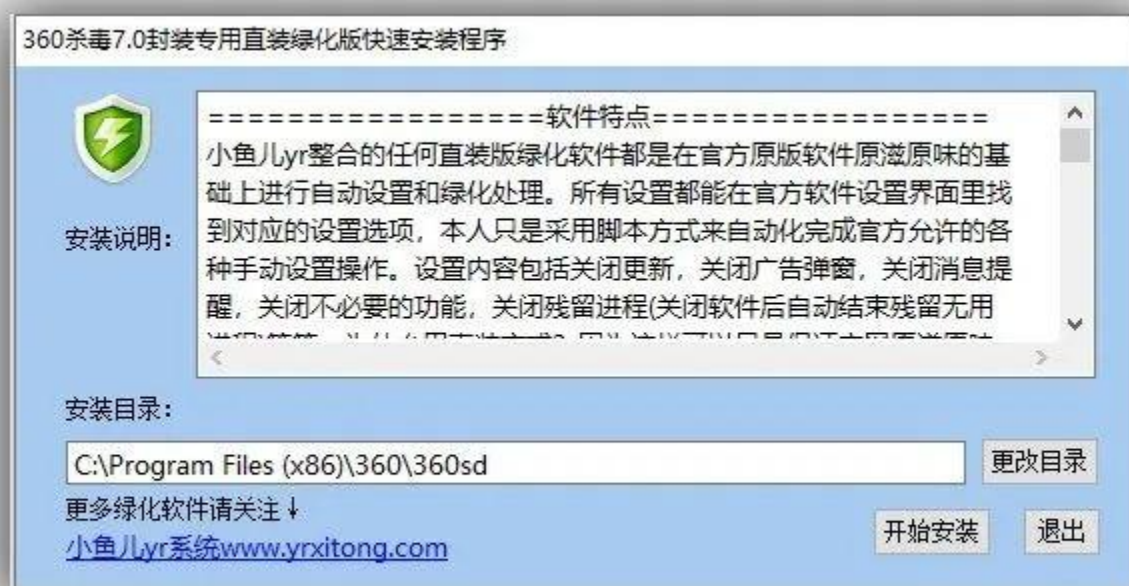 360杀毒7.0封装专用直装绿化版快速安装程序
=================软件特点=================
小鱼儿yr整合的任何直装版绿化软件都是在官方原版软件原滋原味的基
础上进行自动设置和绿化处理。所有设置都能在官方软件设置界面里找
到对应的设置选项，本人只是采用脚本方式来自动化完成官方允许的各
种手动设置操作。设置内容包括关闭更新，关闭广告弹窗，关闭消息提
醒，关闭不必要的功能，关闭残留进程(关闭软件后自动结束残留无用
安装说明：
安装目录：
C:\Program Files (x86)\360\360sd
更改目录
更多绿化软件请关注↓
小鱼儿yr系统www.yrxitong.com
开始安装
退出